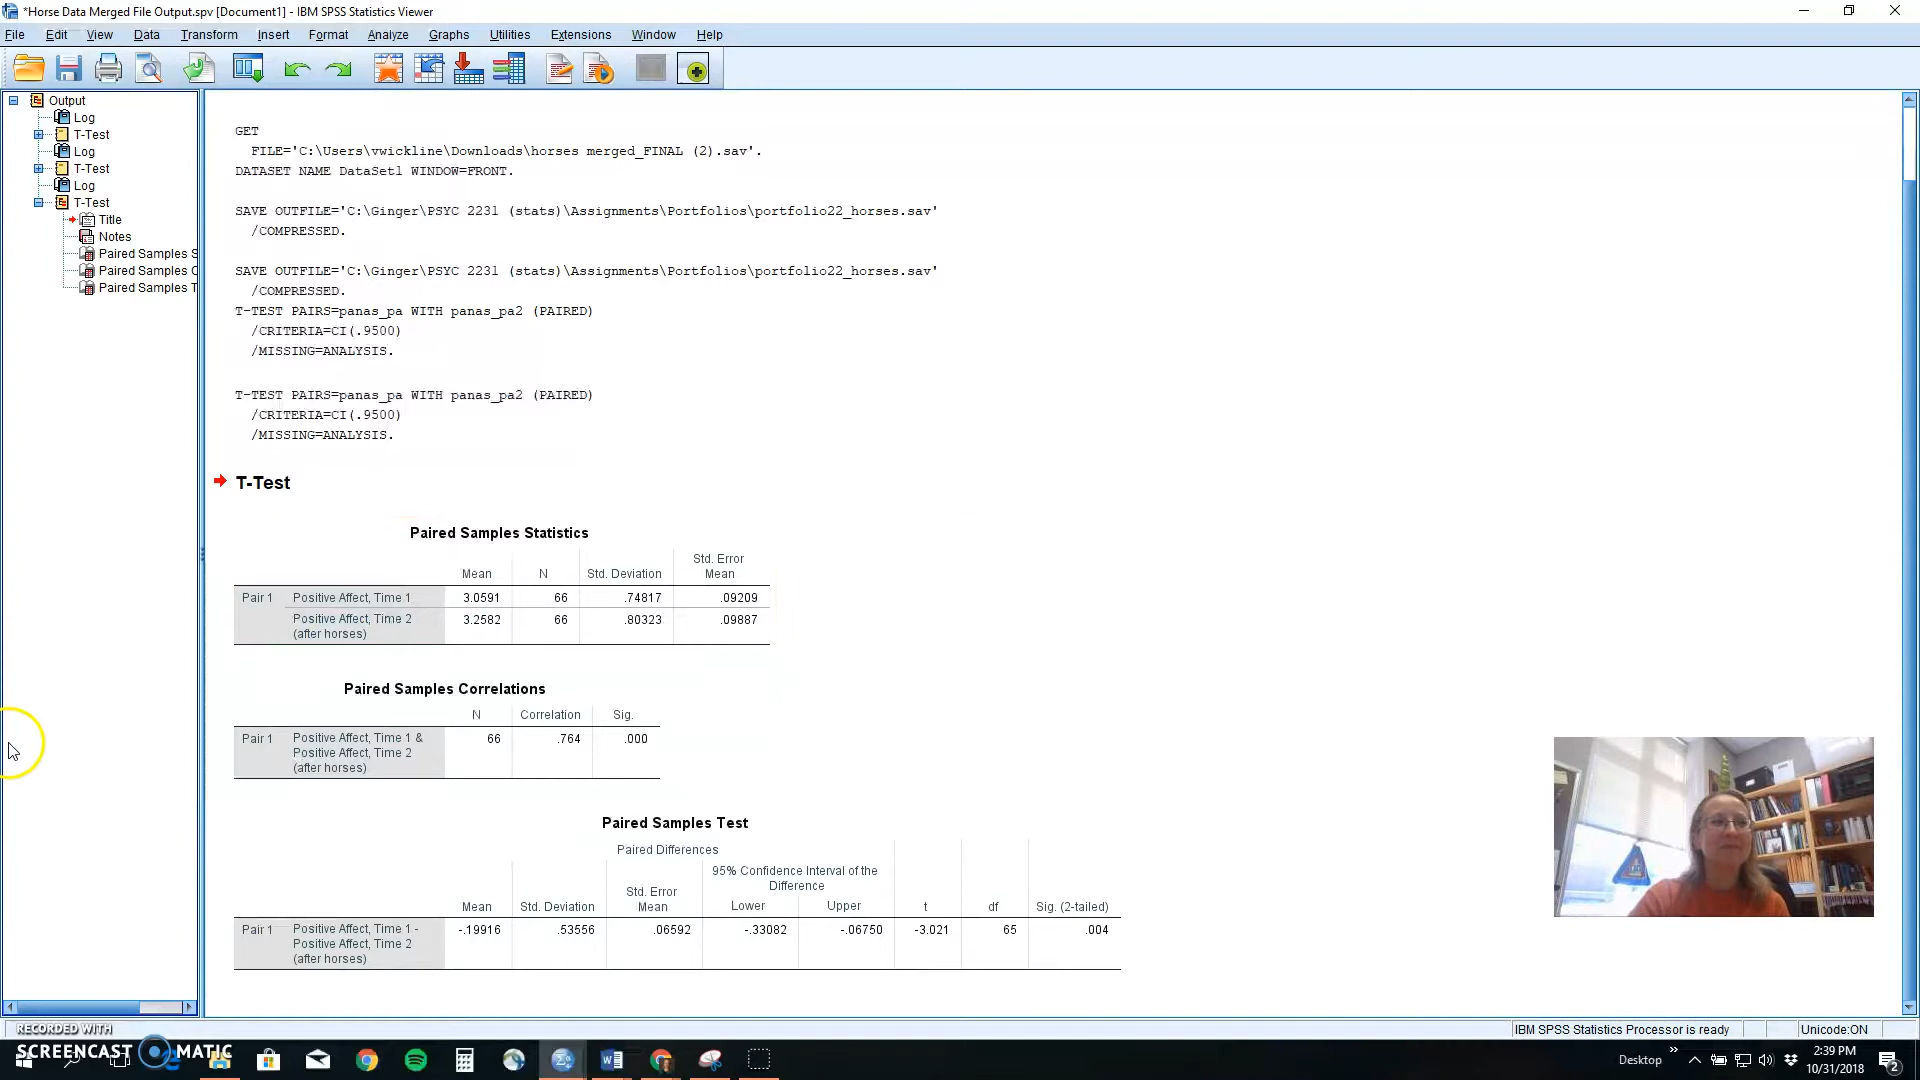 *Horse Data Merged File Output.spv [Document1] - IBM SPSS Statistics Viewer
File Edit View Data Transform Insert Format Analyze Graphs Utilities Extensions Window Help
Output
Log
T-Test
Log
T-Test
Log
T-Test
Title
Notes
Paired Samples S
Paired Samples C
Paired Samples T
GET
FILE='C:\Users\vwickline\Downloads\horses merged_FINAL (2).sav'.
DATASET NAME DataSet1 WINDOW=FRONT.
SAVE OUTFILE='C:\Ginger\PSYC 2231 (stats)\Assignments\Portfolios\portfolio22_horses.sav'
/COMPRESSED.
SAVE OUTFILE='C:\Ginger\PSYC 2231 (stats)\Assignments\Portfolios\portfolio22_horses.sav'
/COMPRESSED.
T-TEST PAIRS=panas_pa WITH panas_pa2 (PAIRED)
/CRITERIA=CI(.9500)
/MISSING=ANALYSIS.
T-TEST PAIRS=panas_pa WITH panas_pa2 (PAIRED)
/CRITERIA=CI(.9500)
/MISSING=ANALYSIS.
T-Test
Paired Samples Statistics
Mean N Std. Deviation Std. Error Mean
Pair 1 Positive Affect, Time 1 3.0591 66 .74817 .09209
Positive Affect, Time 2 (after horses) 3.2582 66 .80323 .09887
Paired Samples Correlations
N Correlation Sig.
Pair 1 Positive Affect, Time 1 & Positive Affect, Time 2 (after horses) 66 .764 .000
Paired Samples Test
Paired Differences
95% Confidence Interval of the Difference
Mean Std. Deviation Std. Error Mean Lower Upper t df Sig. (2-tailed)
Pair 1 Positive Affect, Time 1 - Positive Affect, Time 2 (after horses) -.19916 .53556 .06592 -.33082 -.06750 -3.021 65 .004
IBM SPSS Statistics Processor is ready Unicode:ON
RECORDED WITH
SCREENCAST MATIC
Desktop
2:39 PM
10/31/2018
2